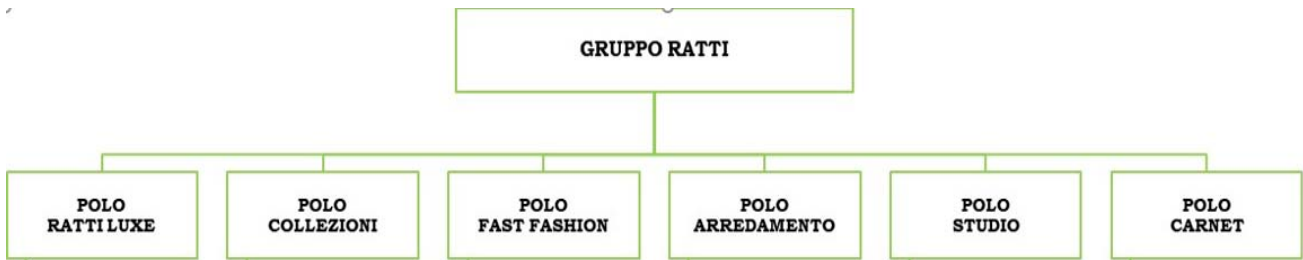 GRUPPO RATTI
POLO
RATTI LUXE
POLO
COLLEZIONI
POLO
FAST FASHION
POLO
ARREDAMENTO
POLO
STUDIO
POLO
CARNET